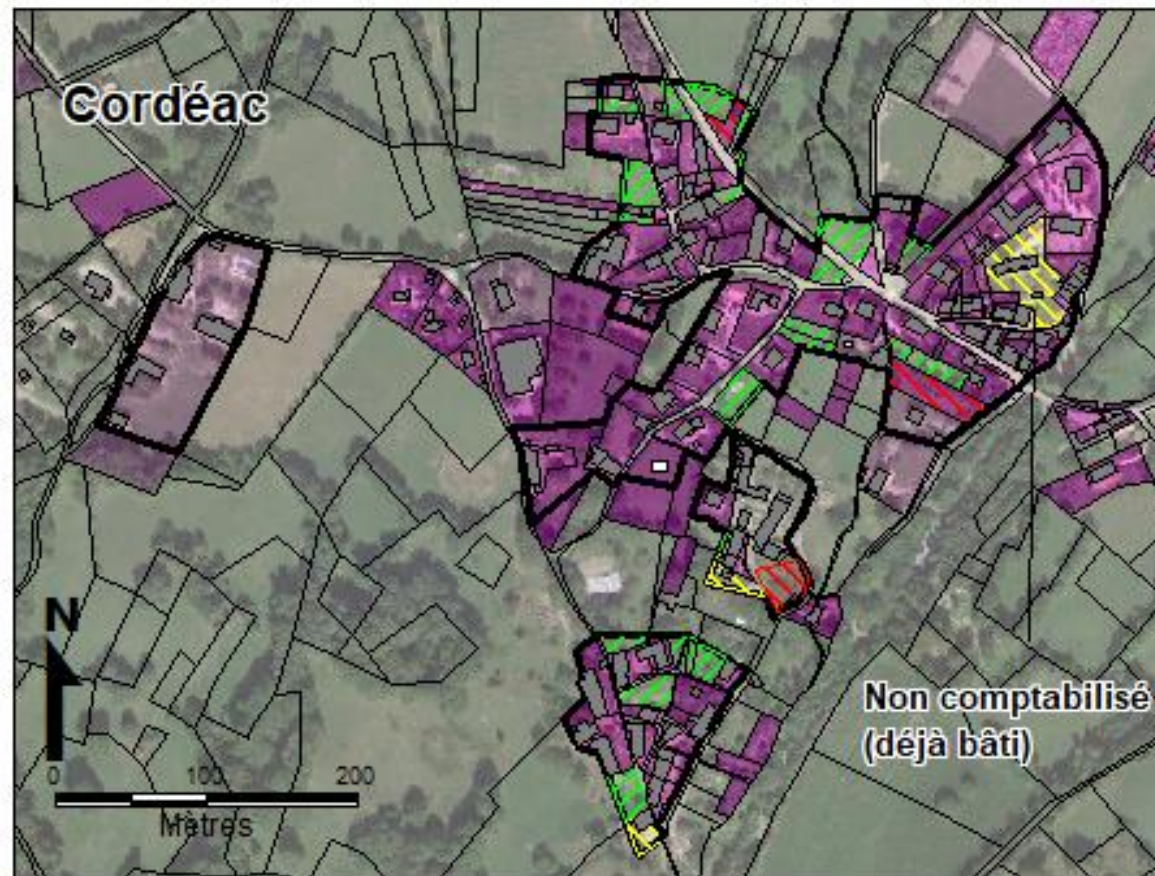 Cordéac
N
0 100 200
Mètres
Non comptabilisé
(déjà bâti)